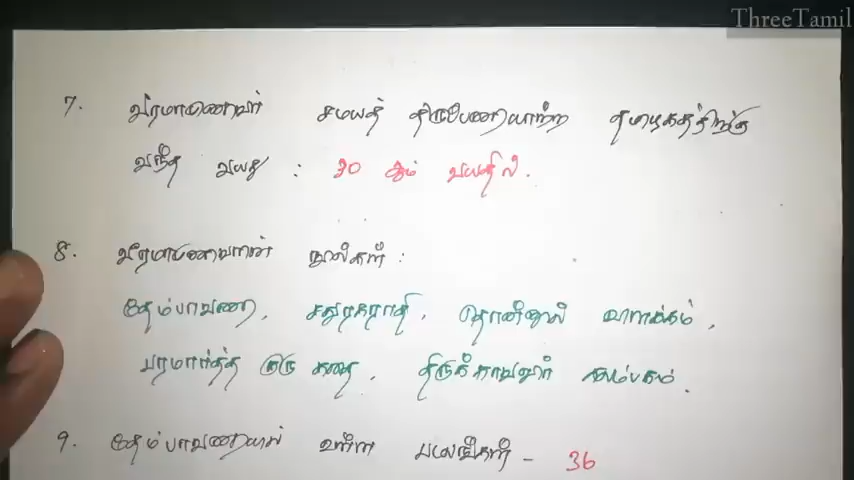 ThreeTamil
7. வீரமாமுனிவர் சமயத் திருப்பணியாற்ற தமிழகத்திற்கு
வந்த வயது : 30 ஆம் வயதில்.
8. வீரமாமுனிவரின் நூல்கள் :
தேம்பாவணி, சதுரகராதி, தொன்னூல் விளக்கம்,
பரமார்த்த குரு கதை, திருக்காவலூர் கலம்பகம்.
9. தேம்பாவணியில் உள்ள படலங்கள் - 36